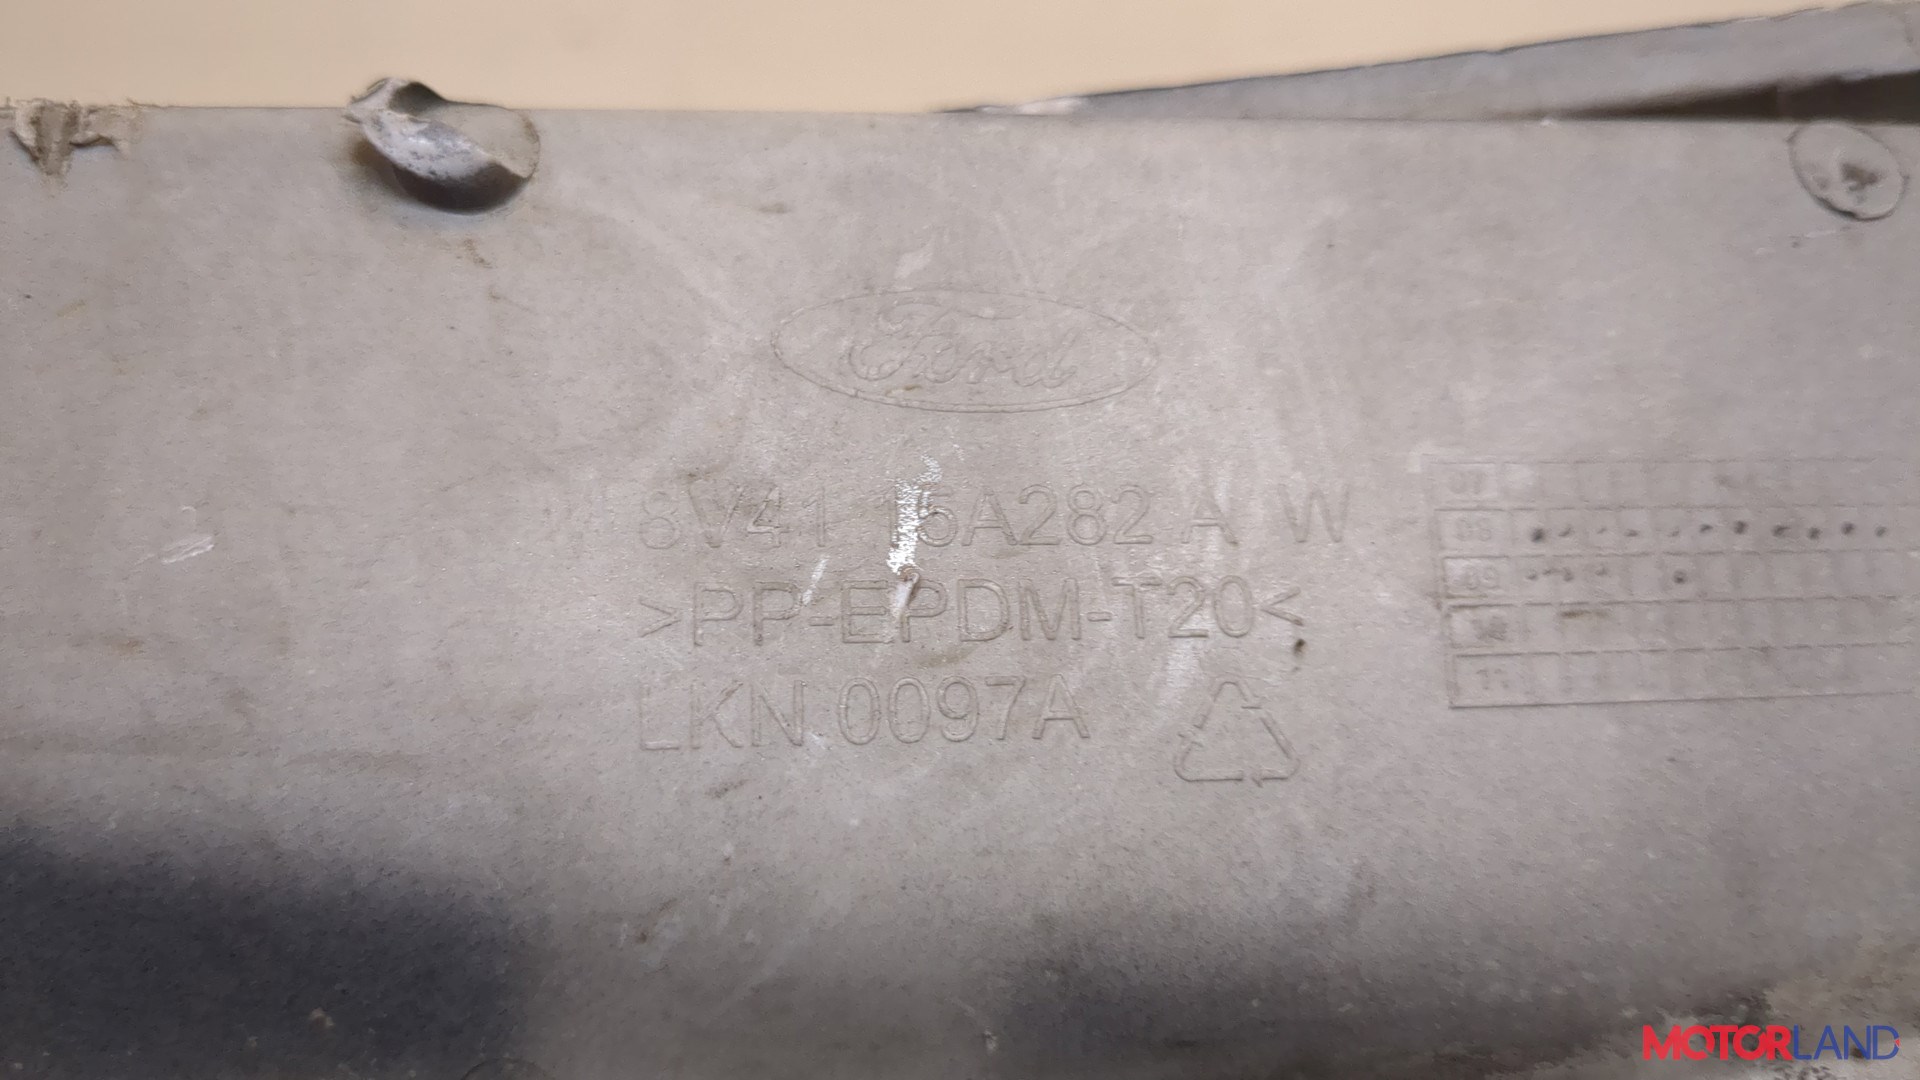 Ford
8V41 15A282 A W
>PP-EPDM-T20<
LKN 0097A
07
08
09
10
11
MOTORLAND